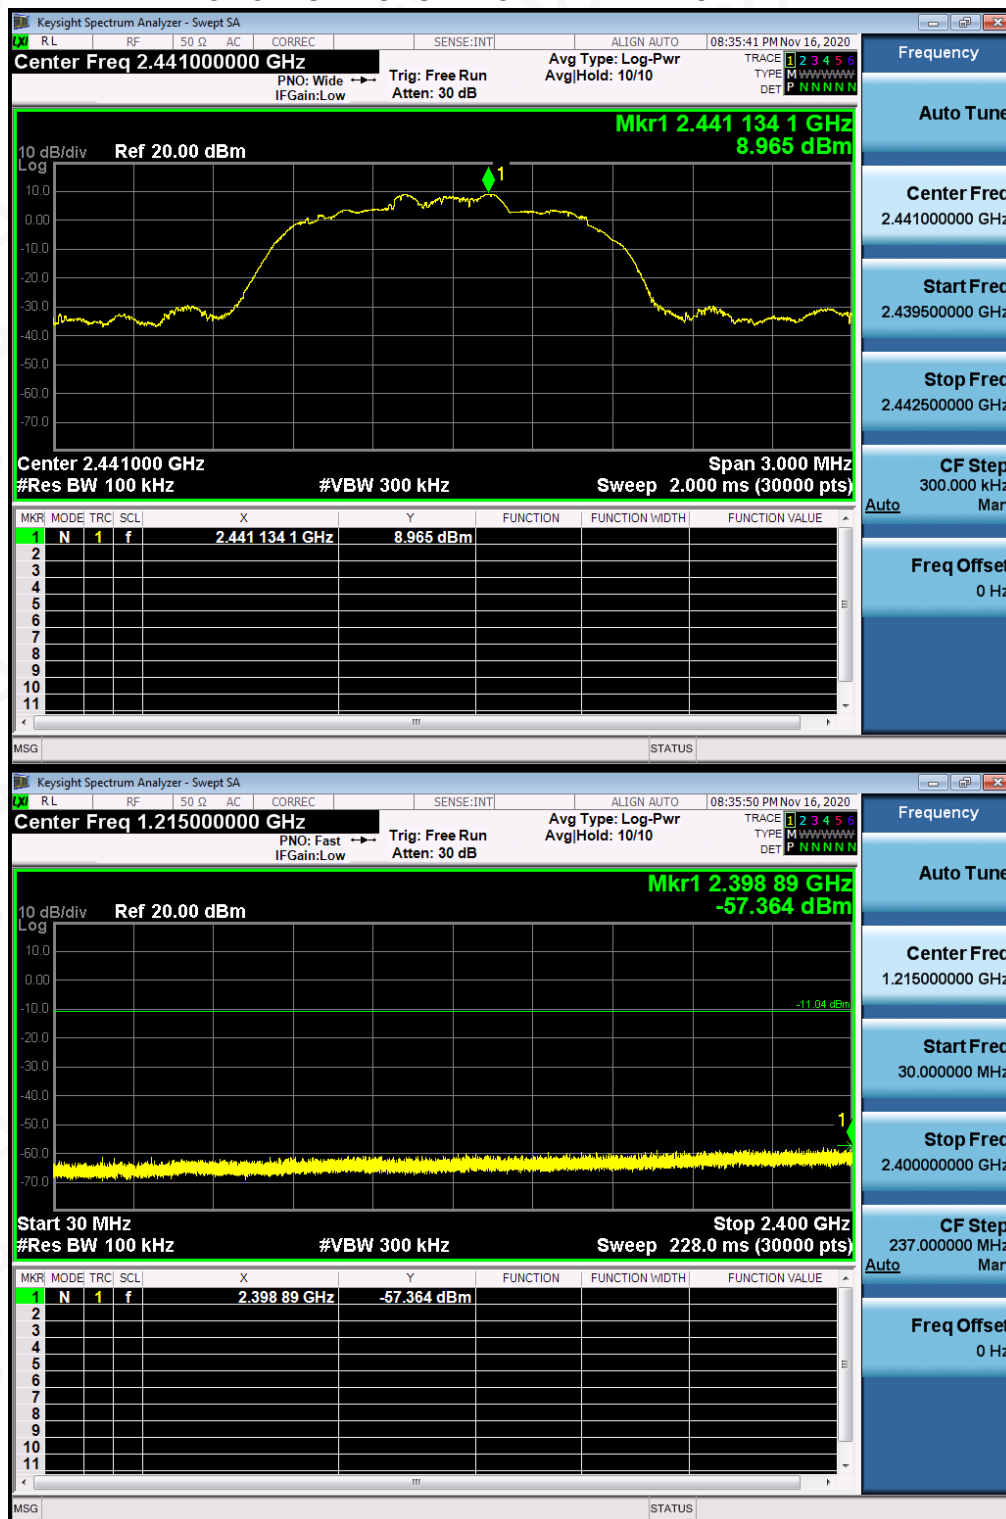 Keysight Spectrum Analyzer - Swept SA
LXI RL RF 50 Ω AC CORREC SENSE:INT ALIGN AUTO 08:35:41 PM Nov 16, 2020
Center Freq 2.441000000 GHz Avg Type: Log-Pwr TRACE 1 2 3 4 5 6
PNO: Wide Trig: Free Run Avg|Hold: 10/10 TYPE M WWWWW
IFGain:Low Atten: 30 dB DET P N N N N N
Mkr1 2.441 134 1 GHz
8.965 dBm
10 dB/div Ref 20.00 dBm
Log
1
10.0
0.00
-10.0
-20.0
-30.0
-40.0
-50.0
-60.0
-70.0
Center 2.441000 GHz Span 3.000 MHz
#Res BW 100 kHz #VBW 300 kHz Sweep 2.000 ms (30000 pts)
MKR MODE TRC SCL X Y FUNCTION FUNCTION WIDTH FUNCTION VALUE
1 N 1 f 2.441 134 1 GHz 8.965 dBm
2
3
4
5
6
7
8
9
10
11
MSG STATUS
Frequency
Auto Tune
Center Freq
2.441000000 GHz
Start Freq
2.439500000 GHz
Stop Freq
2.442500000 GHz
CF Step
300.000 kHz
Auto Man
Freq Offset
0 Hz
Keysight Spectrum Analyzer - Swept SA
LXI RL RF 50 Ω AC CORREC SENSE:INT ALIGN AUTO 08:35:50 PM Nov 16, 2020
Center Freq 1.215000000 GHz Avg Type: Log-Pwr TRACE 1 2 3 4 5 6
PNO: Fast Trig: Free Run Avg|Hold: 10/10 TYPE M WWWWW
IFGain:Low Atten: 30 dB DET P N N N N N
Mkr1 2.398 89 GHz
-57.364 dBm
10 dB/div Ref 20.00 dBm
Log
10.0
0.00
-11.04 dBm
-10.0
-20.0
-30.0
-40.0
-50.0
1
-60.0
-70.0
Start 30 MHz Stop 2.400 GHz
#Res BW 100 kHz #VBW 300 kHz Sweep 228.0 ms (30000 pts)
MKR MODE TRC SCL X Y FUNCTION FUNCTION WIDTH FUNCTION VALUE
1 N 1 f 2.398 89 GHz -57.364 dBm
2
3
4
5
6
7
8
9
10
11
MSG STATUS
Frequency
Auto Tune
Center Freq
1.215000000 GHz
Start Freq
30.000000 MHz
Stop Freq
2.400000000 GHz
CF Step
237.000000 MHz
Auto Man
Freq Offset
0 Hz